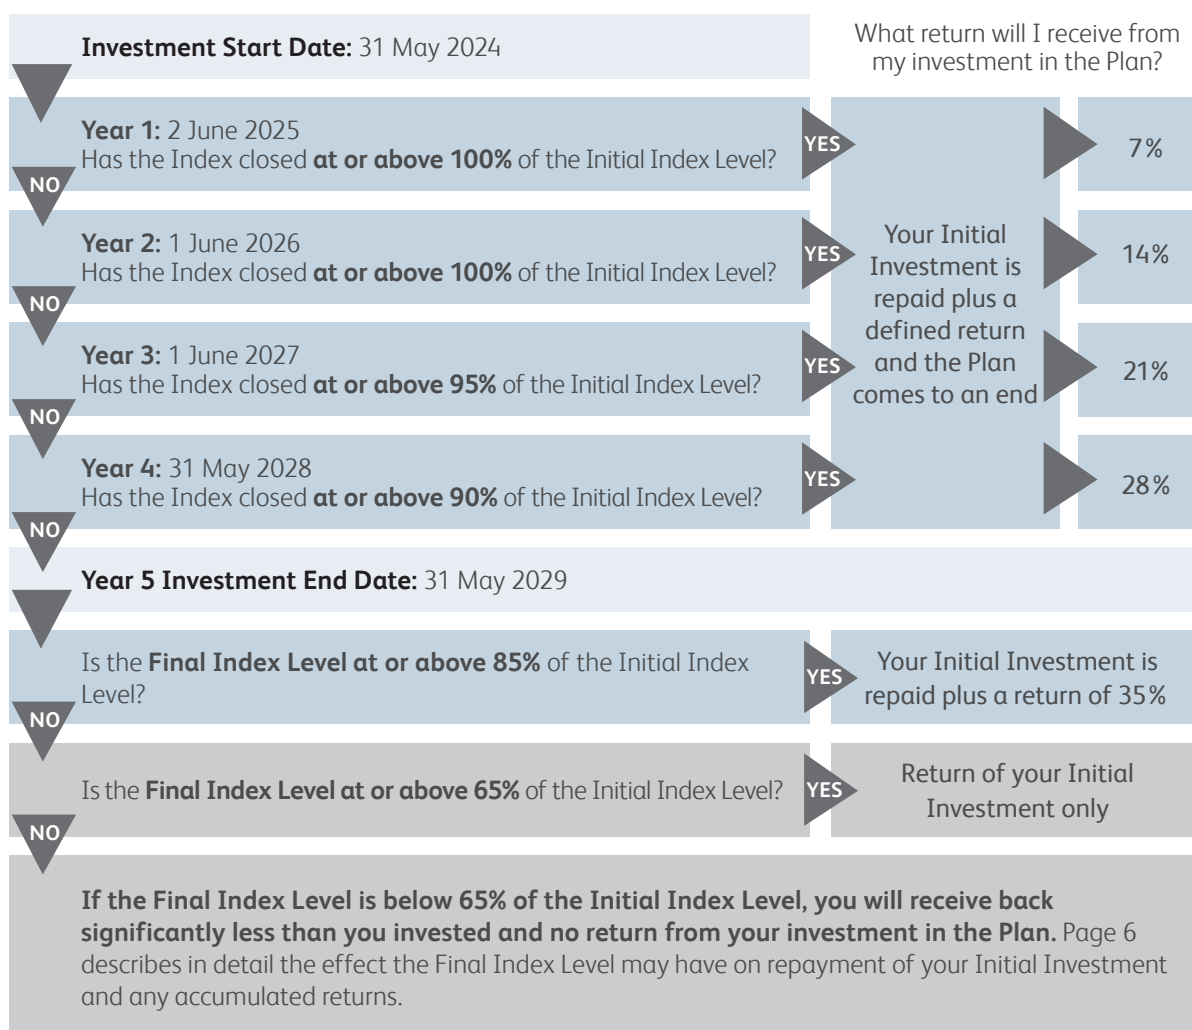 Investment Start Date: 31 May 2024
What return will I receive from
my investment in the Plan?
Year 1: 2 June 2025
Has the Index closed at or above 100% of the Initial Index Level?
YES
7%
NO
Year 2: 1 June 2026
Has the Index closed at or above 100% of the Initial Index Level?
YES
14%
NO
Year 3: 1 June 2027
Has the Index closed at or above 95% of the Initial Index Level?
YES
21%
NO
Year 4: 31 May 2028
Has the Index closed at or above 90% of the Initial Index Level?
YES
28%
NO
Your Initial
Investment is
repaid plus a
defined return
and the Plan
comes to an end
Year 5 Investment End Date: 31 May 2029
Is the Final Index Level at or above 85% of the Initial Index
Level?
YES
Your Initial Investment is
repaid plus a return of 35%
NO
Is the Final Index Level at or above 65% of the Initial Index Level?
YES
Return of your Initial
Investment only
NO
If the Final Index Level is below 65% of the Initial Index Level, you will receive back
significantly less than you invested and no return from your investment in the Plan. Page 6
describes in detail the effect the Final Index Level may have on repayment of your Initial Investment
and any accumulated returns.